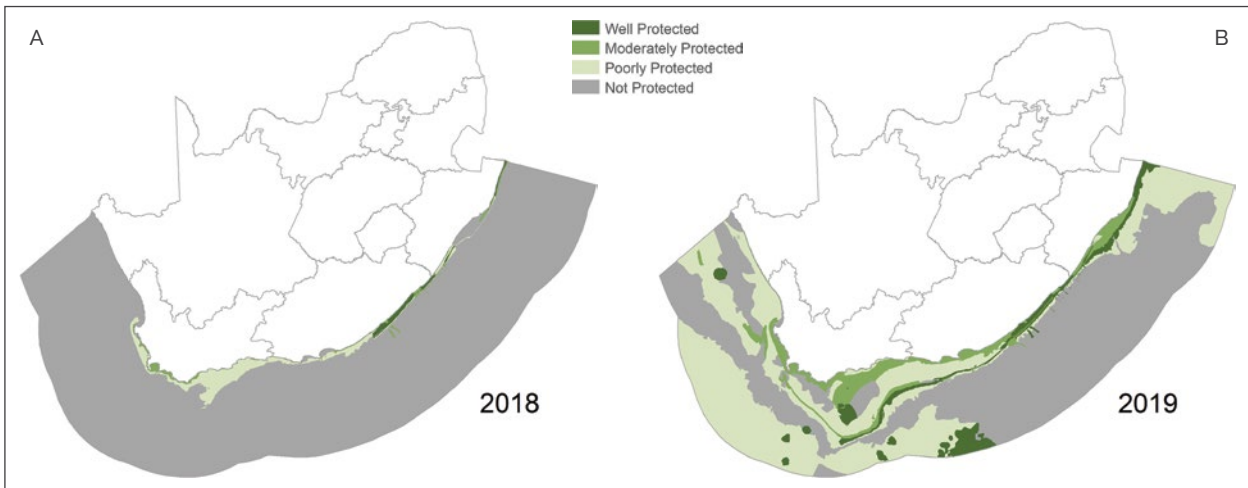 A
Well Protected
Moderately Protected
Poorly Protected
Not Protected
B
2018
2019